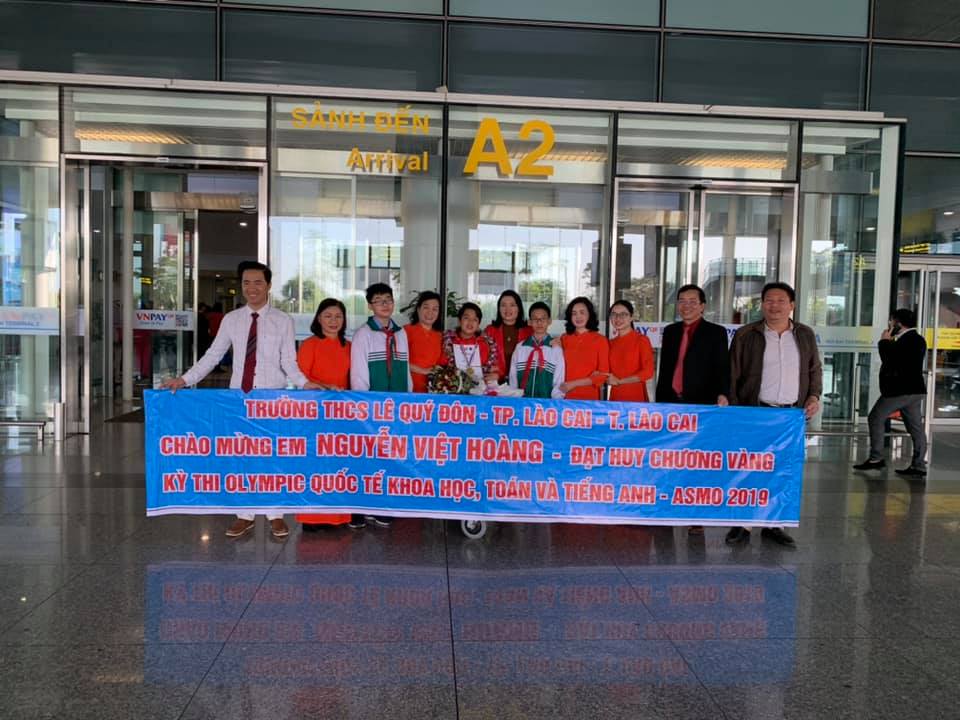 SẢNH ĐẾN
Arrival
A2
VNPAY
TRƯỜNG THCS LÊ QUÝ ĐÔN - TP. LÀO CAI - T. LÀO CAI
CHÀO MỪNG EM NGUYỄN VIỆT HOÀNG - ĐẠT HUY CHƯƠNG VÀNG
KỲ THI OLYMPIC QUỐC TẾ KHOA HỌC, TOÁN VÀ TIẾNG ANH - ASMO 2019